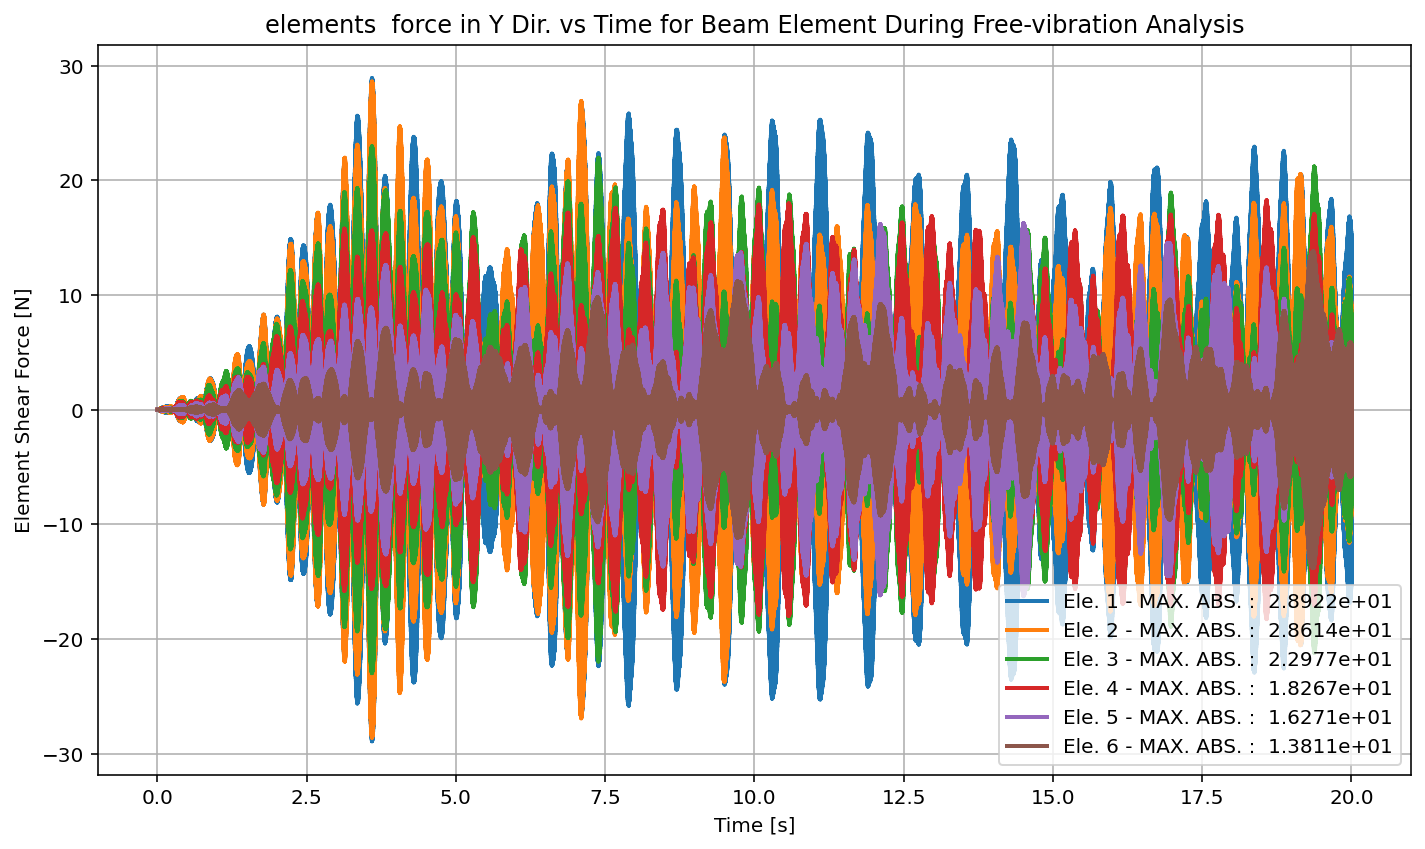 elements  force in Y Dir. vs Time for Beam Element During Free-vibration Analysis
Element Shear Force [N]
30
20
10
0
−10
−20
−30
0.0 2.5 5.0 7.5 10.0 12.5 15.0 17.5 20.0
Time [s]
Ele. 1 - MAX. ABS. :  2.8922e+01
Ele. 2 - MAX. ABS. :  2.8614e+01
Ele. 3 - MAX. ABS. :  2.2977e+01
Ele. 4 - MAX. ABS. :  1.8267e+01
Ele. 5 - MAX. ABS. :  1.6271e+01
Ele. 6 - MAX. ABS. :  1.3811e+01